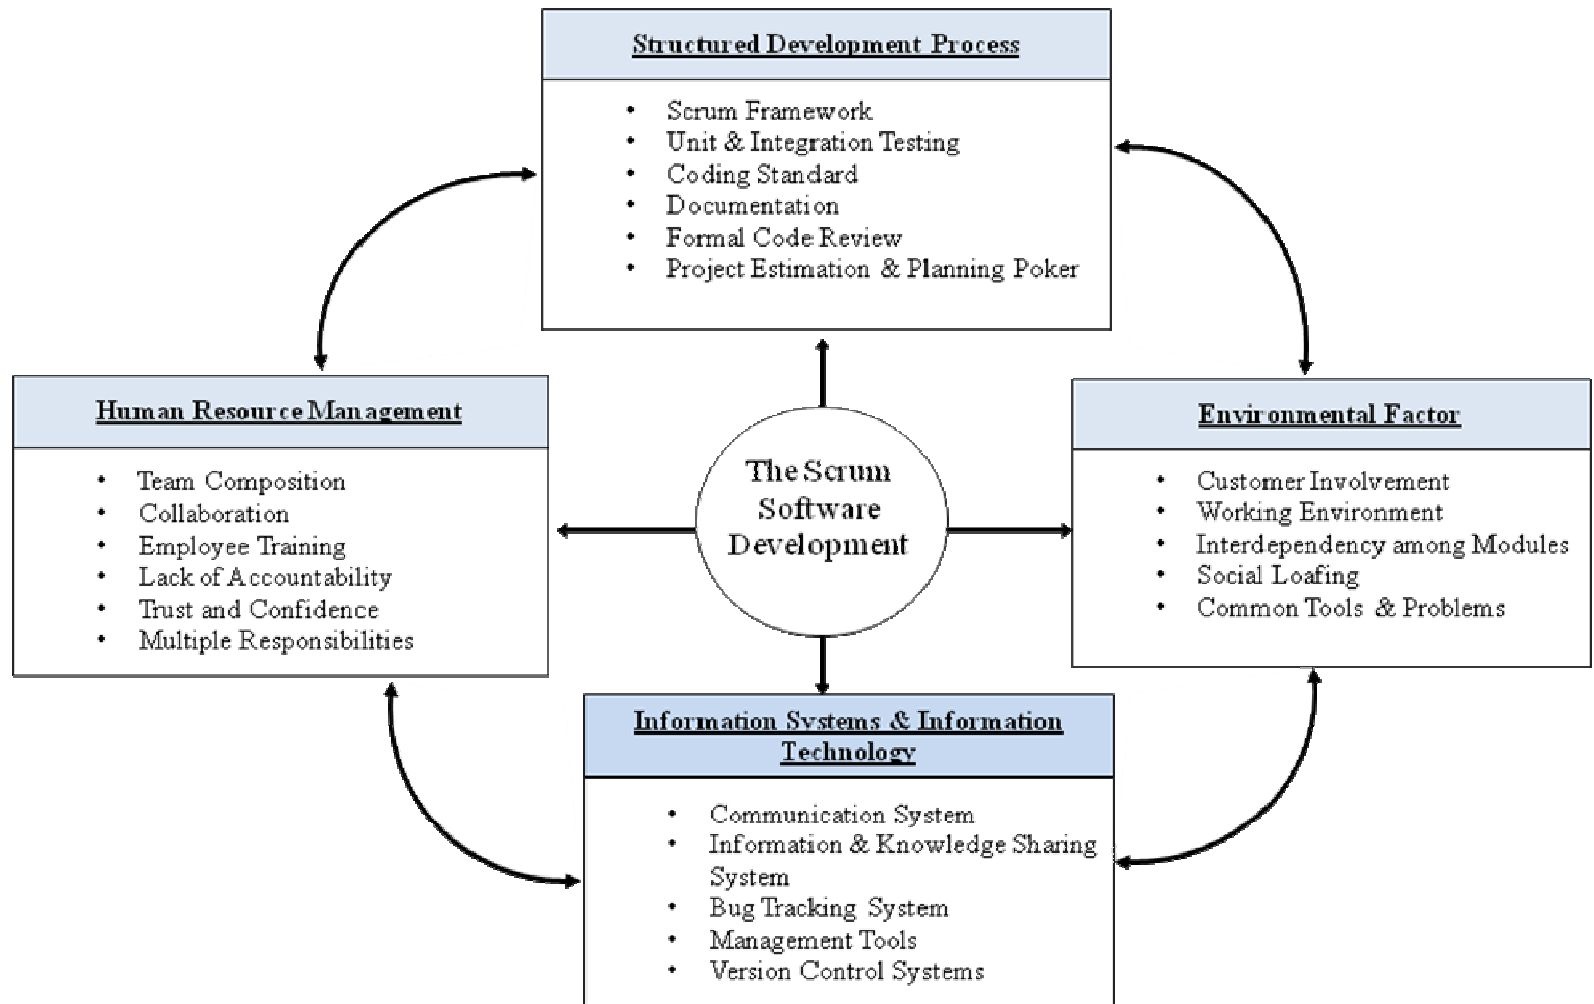 Structured Development Process
• Scrum Framework
• Unit & Integration Testing
• Coding Standard
• Documentation
• Formal Code Review
• Project Estimation & Planning Poker
Human Resource Management
• Team Composition
• Collaboration
• Employee Training
• Lack of Accountability
• Trust and Confidence
• Multiple Responsibilities
The Scrum
Software
Development
Environmental Factor
• Customer Involvement
• Working Environment
• Interdependency among Modules
• Social Loafing
• Common Tools & Problems
Information Systems & Information
Technology
• Communication System
• Information & Knowledge Sharing
System
• Bug Tracking System
• Management Tools
• Version Control Systems